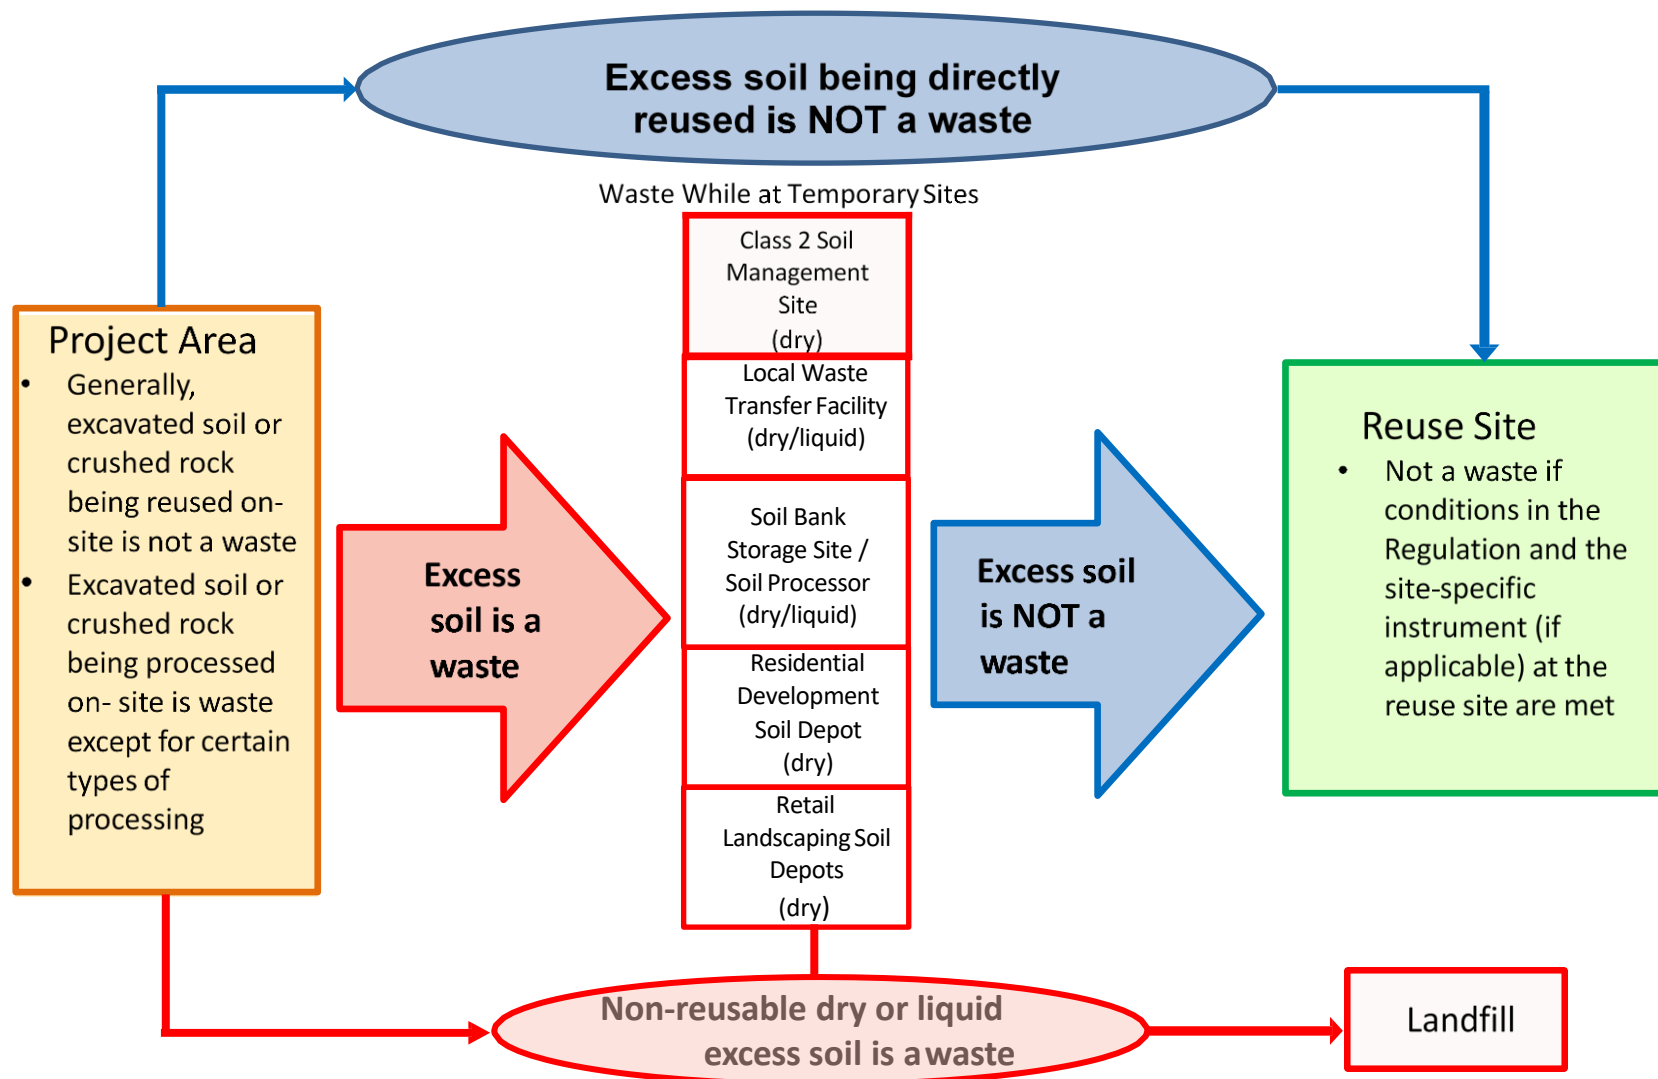 Excess soil being directly
reused is NOT a waste
Waste While at Temporary Sites
Class 2 Soil
Management
Site
(dry)
Local Waste
Transfer Facility
(dry/liquid)
Soil Bank
Storage Site /
Soil Processor
(dry/liquid)
Residential
Development
Soil Depot
(dry)
Retail
Landscaping Soil
Depots
(dry)
Project Area
• Generally,
excavated soil or
crushed rock
being reused on-
site is not a waste
• Excavated soil or
crushed rock
being processed
on- site is waste
except for certain
types of
processing
Excess
soil is a
waste
Excess soil
is NOT a
waste
Reuse Site
• Not a waste if
conditions in the
Regulation and the
site-specific
instrument (if
applicable) at the
reuse site are met
Non-reusable dry or liquid
excess soil is a waste
Landfill